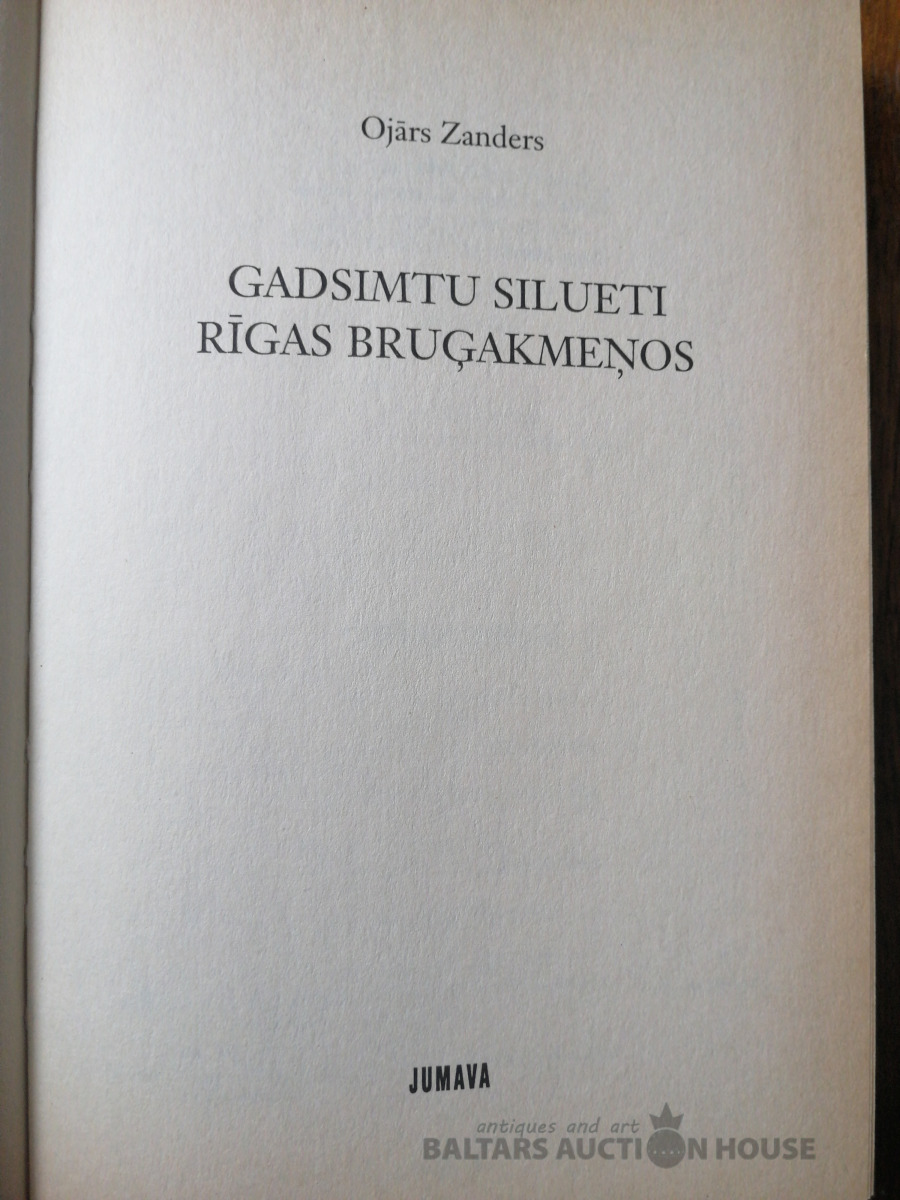 Ojārs Zanders
GADSIMTU SILUETI
RĪGAS BRUĢAKMEŅOS
JUMAVA
antiques and art
BALTARS AUCTION HOUSE